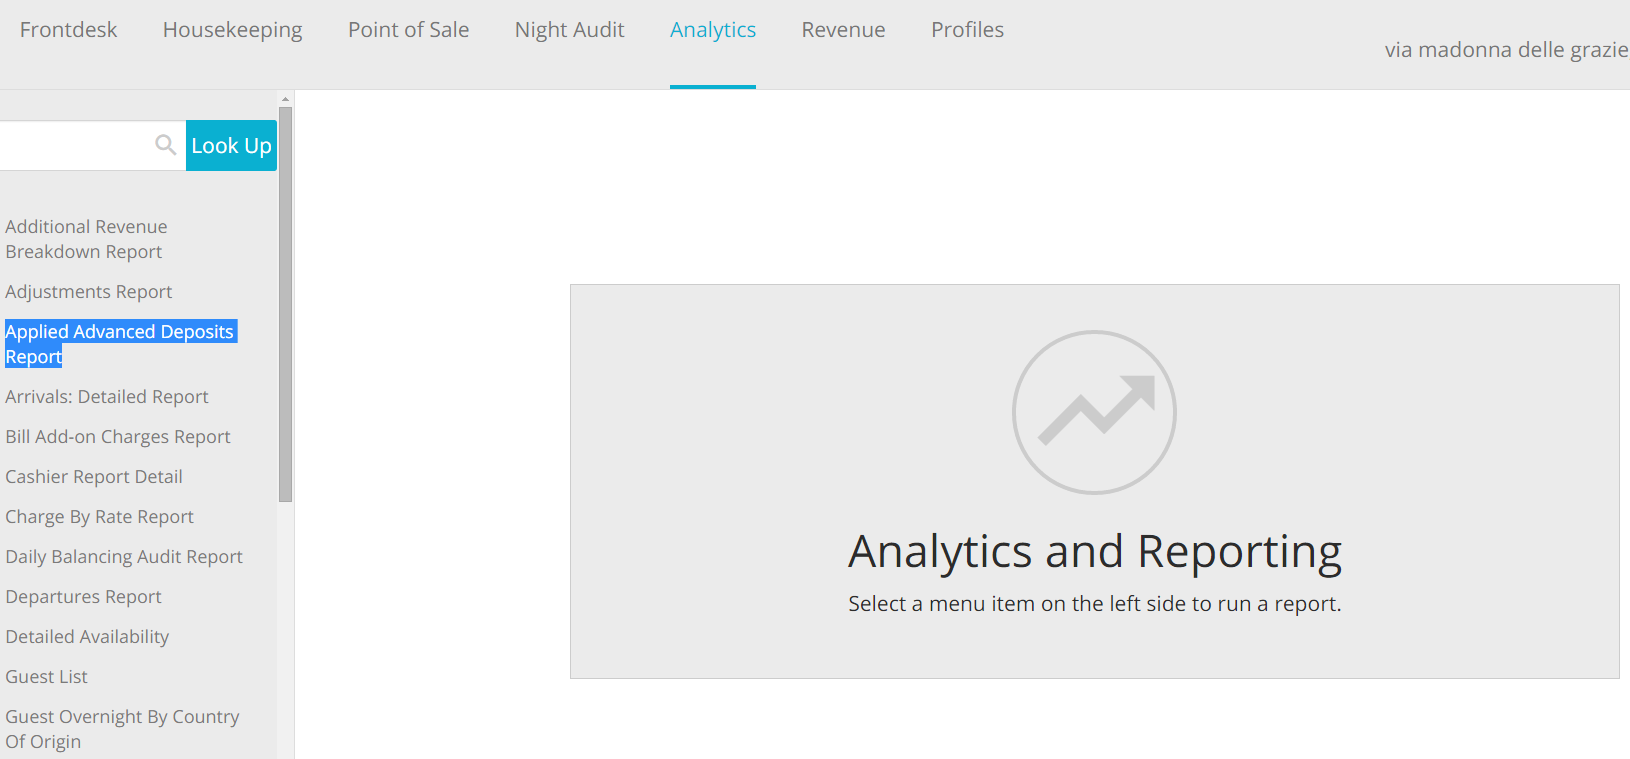 Frontdesk Housekeeping Point of Sale Night Audit Analytics Revenue Profiles
via madonna delle grazie
Look Up
Additional Revenue
Breakdown Report
Adjustments Report
Applied Advanced Deposits
Report
Arrivals: Detailed Report
Bill Add-on Charges Report
Cashier Report Detail
Charge By Rate Report
Daily Balancing Audit Report
Departures Report
Detailed Availability
Guest List
Guest Overnight By Country
Of Origin
Analytics and Reporting
Select a menu item on the left side to run a report.